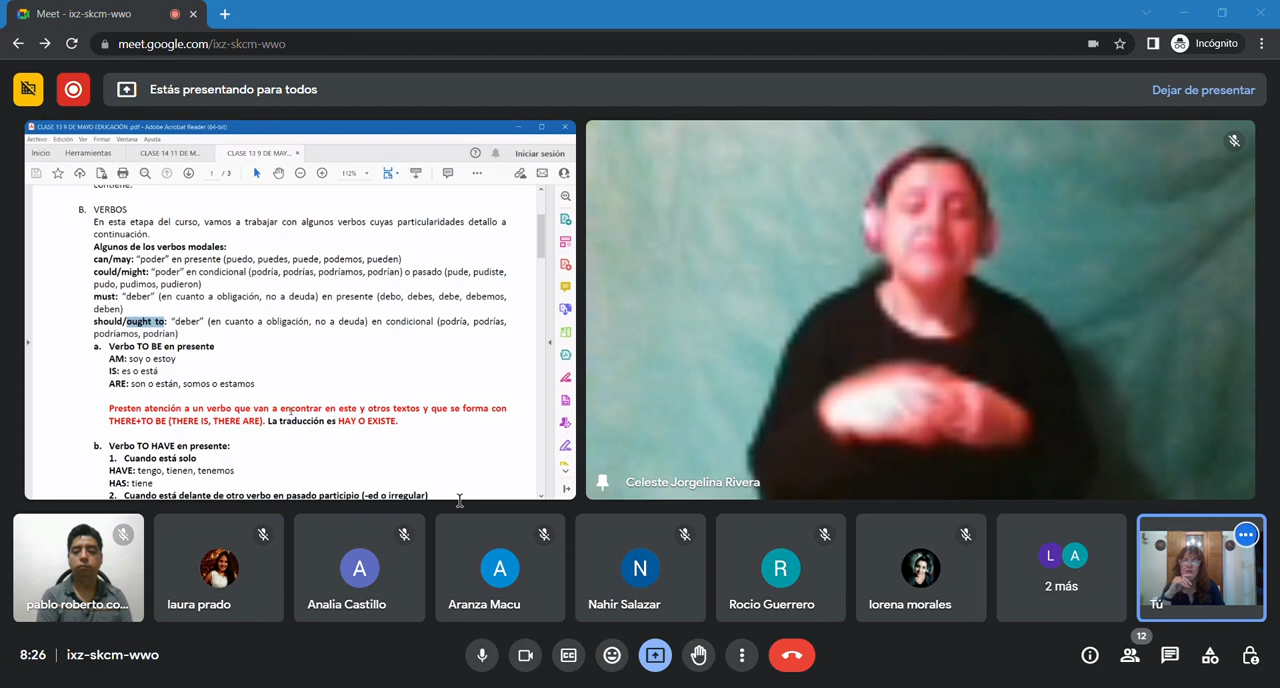 Meet - ixz-skcm-wwo
meet.google.com/ixz-skcm-wwo
Incógnito
Estás presentando para todos
Dejar de presentar
CLASE 13 9 DE MAYO EDUCACIÓN .pdf - Adobe Acrobat Reader (64-bit)
Archivo Edición Ver Firmar Ventana Ayuda
Inicio Herramientas CLASE 14 11 DE M... CLASE 13 9 DE MAY... × Iniciar sesión
1 / 3 112%
contiene.
B. VERBOS
En esta etapa del curso, vamos a trabajar con algunos verbos cuyas particularidades detallo a
continuación.
Algunos de los verbos modales:
can/may: “poder” en presente (puedo, puedes, puede, podemos, pueden)
could/might: “poder” en condicional (podría, podrías, podríamos, podrían) o pasado (pude, pudiste,
pudo, pudimos, pudieron)
must: “deber” (en cuanto a obligación, no a deuda) en presente (debo, debes, debe, debemos,
deben)
should/ought to: “deber” (en cuanto a obligación, no a deuda) en condicional (podría, podrías,
podríamos, podrían)
a. Verbo TO BE en presente
AM: soy o estoy
IS: es o está
ARE: son o están, somos o estamos
Presten atención a un verbo que van a encontrar en este y otros textos y que se forma con
THERE+TO BE (THERE IS, THERE ARE). La traducción es HAY O EXISTE.
b. Verbo TO HAVE en presente:
1. Cuando está solo
HAVE: tengo, tienen, tenemos
HAS: tiene
2. Cuando está delante de otro verbo en pasado participio (-ed o irregular)
Celeste Jorgelina Rivera
pablo roberto co...
laura prado
A
Analia Castillo
A
Aranza Macu
N
Nahir Salazar
R
Rocio Guerrero
lorena morales
L A
2 más
Tú
8:26 | ixz-skcm-wwo
12